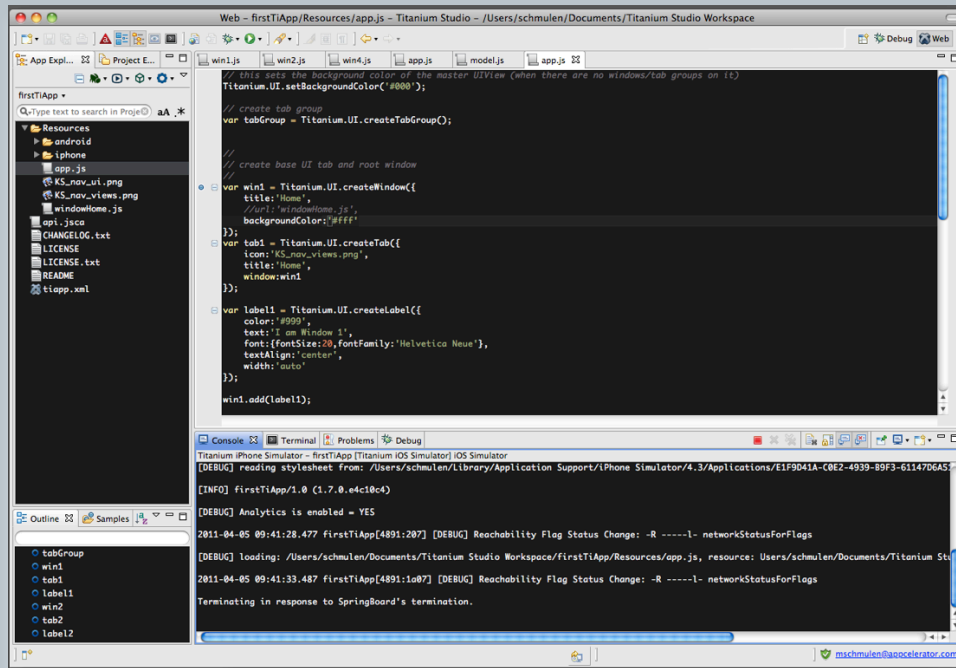 Web - firstTiApp/Resources/app.js - Titanium Studio - /Users/schmulen/Documents/Titanium Studio Workspace
Debug Web
App Expl... Project E...
firstTiApp
Type text to search in Proje
aA .*
Resources
android
iphone
app.js
KS_nav_ui.png
KS_nav_views.png
windowHome.js
api.jsca
CHANGELOG.txt
LICENSE
LICENSE.txt
README
tiapp.xml
win1.js win2.js win4.js app.js model.js app.js
// this sets the background color of the master UIView (when there are no windows/tab groups on it)
Titanium.UI.setBackgroundColor('#000');
// create tab group
var tabGroup = Titanium.UI.createTabGroup();
//
// create base UI tab and root window
//
var win1 = Titanium.UI.createWindow({
title:'Home',
//url:'windowHome.js',
backgroundColor:'#fff'
});
var tab1 = Titanium.UI.createTab({
icon:'KS_nav_views.png',
title:'Home',
window:win1
});
var label1 = Titanium.UI.createLabel({
color:'#999',
text:'I am Window 1',
font:{fontSize:20,fontFamily:'Helvetica Neue'},
textAlign:'center',
width:'auto'
});
win1.add(label1);
Outline Samples
tabGroup
win1
tab1
label1
win2
tab2
label2
Console Terminal Problems Debug
Titanium iPhone Simulator - firstTiApp [Titanium iOS Simulator] iOS Simulator
[DEBUG] reading stylesheet from: /Users/schmulen/Library/Application Support/iPhone Simulator/4.3/Applications/E1F9D41A-C0E2-4939-B9F3-61147D6A5
[INFO] firstTiApp/1.0 (1.7.0.e4c10c4)
[DEBUG] Analytics is enabled = YES
2011-04-05 09:41:28.477 firstTiApp[4891:207] [DEBUG] Reachability Flag Status Change: -R -----l- networkStatusForFlags
[DEBUG] loading: /Users/schmulen/Documents/Titanium Studio Workspace/firstTiApp/Resources/app.js, resource: Users/schmulen/Documents/Titanium Stu
2011-04-05 09:41:33.487 firstTiApp[4891:1a07] [DEBUG] Reachability Flag Status Change: -R -----l- networkStatusForFlags
Terminating in response to SpringBoard's termination.
mschmulen@appcelerator.com